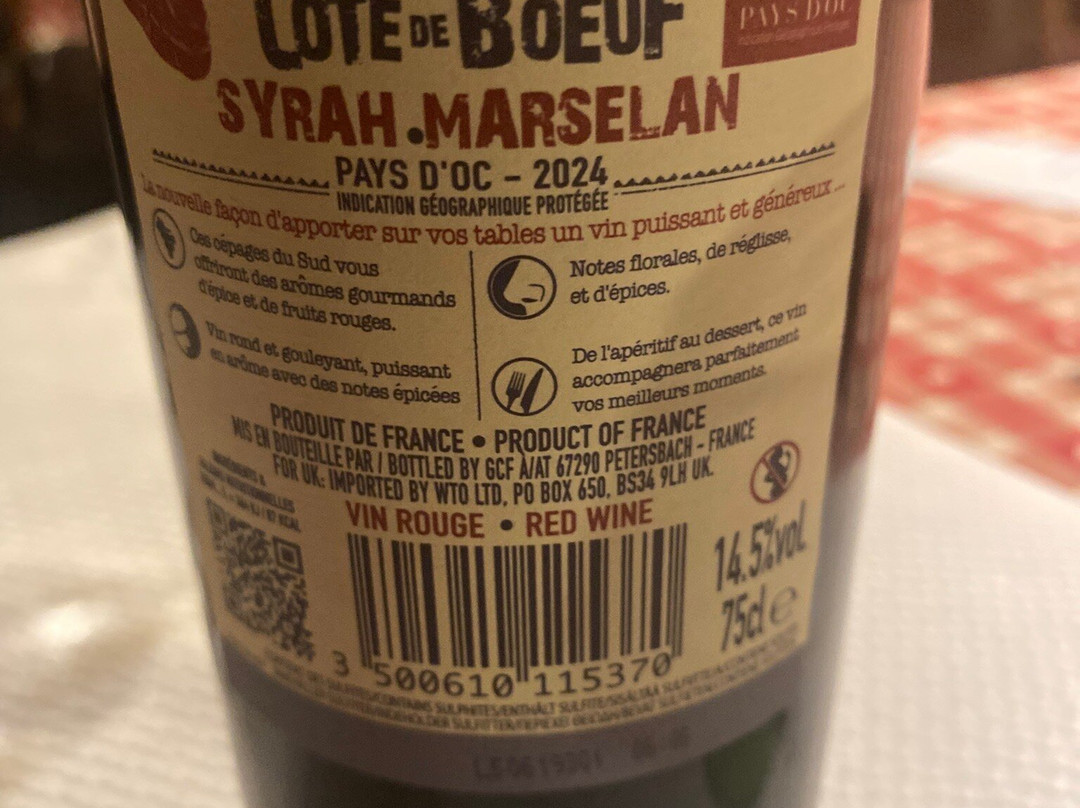 CÔTE DE BOEUF
PAYS D'OC
SYRAH.MARSELAN
PAYS D'OC – 2024
INDICATION GÉOGRAPHIQUE PROTÉGÉE
La nouvelle façon d'apporter sur vos tables un vin puissant et généreux...
Ces cépages du Sud vous
offriront des arômes gourmands
d'épice et de fruits rouges.
Vin rond et gouleyant, puissant
en arôme avec des notes épicées
Notes florales, de réglisse,
et d'épices.
De l'apéritif au dessert, ce vin
accompagnera parfaitement
vos meilleurs moments.
PRODUIT DE FRANCE • PRODUCT OF FRANCE
MIS EN BOUTEILLE PAR / BOTTLED BY GCF À/AT 67290 PETERSBACH - FRANCE
FOR UK: IMPORTED BY WTO LTD, PO BOX 650, BS34 9LH UK.
VIN ROUGE • RED WINE
14.5%vol
75cl e
3 500610 115370